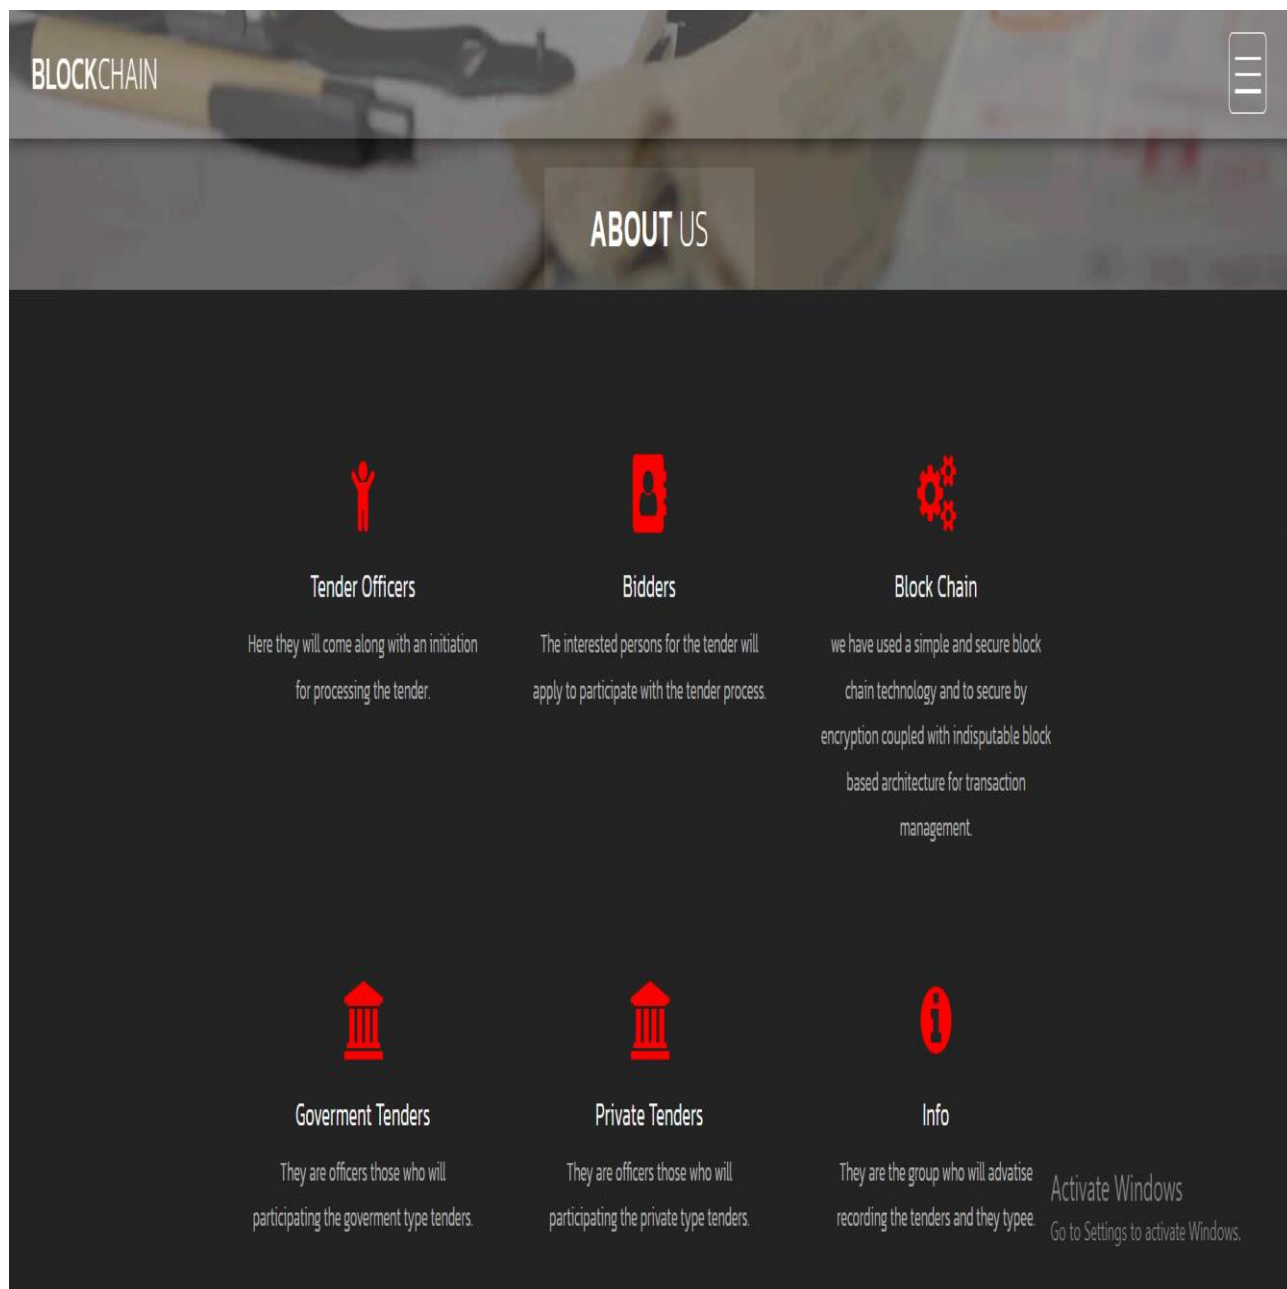 BLOCKCHAIN
ABOUT US
Tender Officers
Here they will come along with an initiation
for processing the tender.
Bidders
The interested persons for the tender will
apply to participate with the tender process.
Block Chain
we have used a simple and secure block
chain technology and to secure by
encryption coupled with indisputable block
based architecture for transaction
management.
Goverment Tenders
They are officers those who will
participating the goverment type tenders.
Private Tenders
They are officers those who will
participating the private type tenders.
Info
They are the group who will advatise
recording the tenders and they typee.
Activate Windows
Go to Settings to activate Windows.